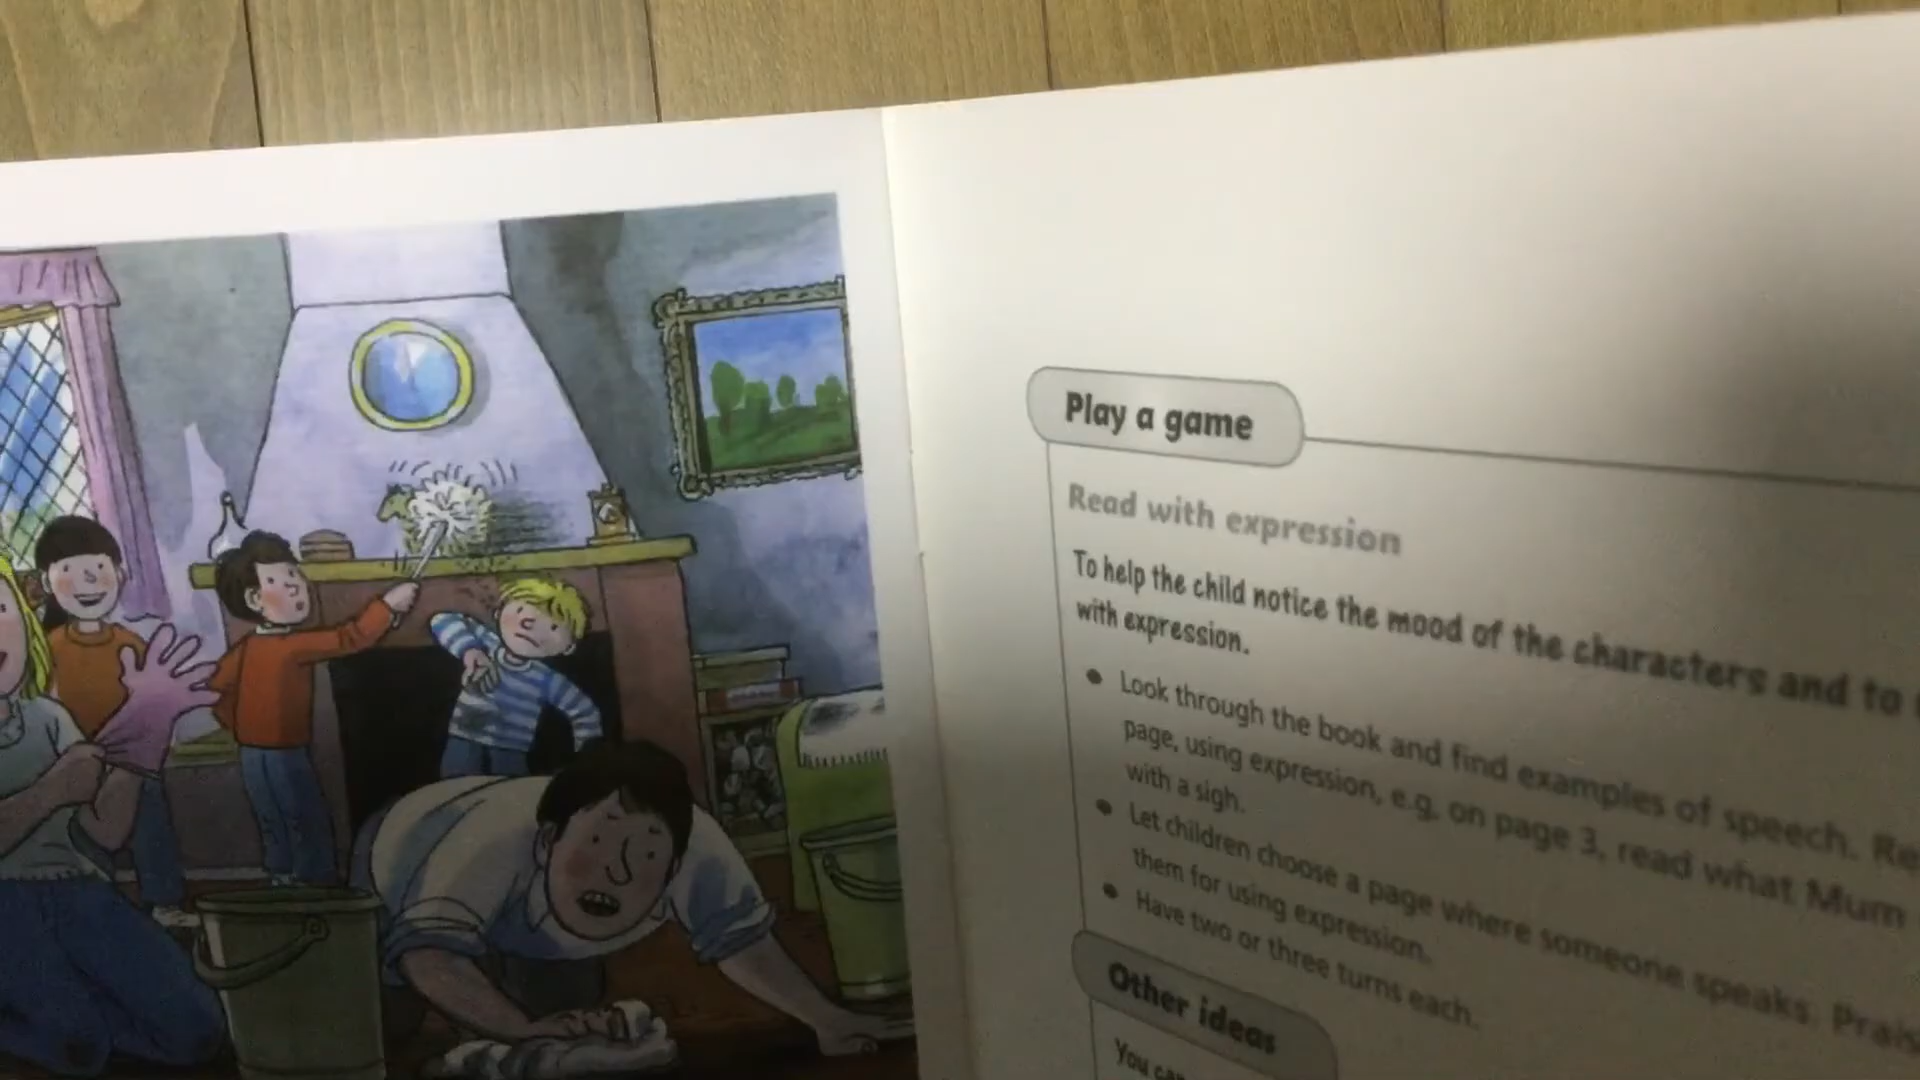 Play a game
Read with expression
To help the child notice the mood of the characters and to
with expression.
• Look through the book and find examples of speech. Re
page, using expression, e.g. on page 3, read what Mum
with a sigh.
• Let children choose a page where someone speaks. Prais
them for using expression.
• Have two or three turns each.
Other ideas
You can